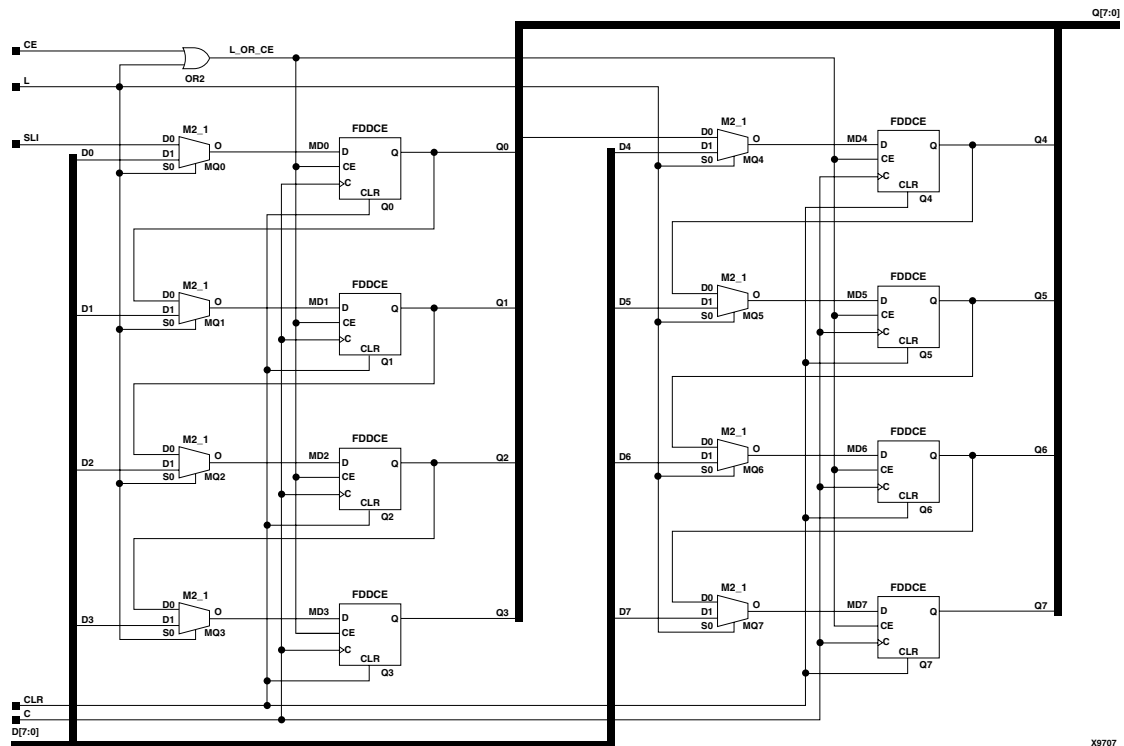 Q[7:0]
CE
L_OR_CE
OR2
L
SLI
D0
M2_1
D0
D1
S0
O
MQ0
MD0
FDDCE
D
CE
C
Q
CLR
Q0
Q0
D1
M2_1
D0
D1
S0
O
MQ1
MD1
FDDCE
D
CE
C
Q
CLR
Q1
Q1
D2
M2_1
D0
D1
S0
O
MQ2
MD2
FDDCE
D
CE
C
Q
CLR
Q2
Q2
D3
M2_1
D0
D1
S0
O
MQ3
MD3
FDDCE
D
CE
C
Q
CLR
Q3
Q3
D4
M2_1
D0
D1
S0
O
MQ4
MD4
FDDCE
D
CE
C
Q
CLR
Q4
Q4
D5
M2_1
D0
D1
S0
O
MQ5
MD5
FDDCE
D
CE
C
Q
CLR
Q5
Q5
D6
M2_1
D0
D1
S0
O
MQ6
MD6
FDDCE
D
CE
C
Q
CLR
Q6
Q6
D7
M2_1
D0
D1
S0
O
MQ7
MD7
FDDCE
D
CE
C
Q
CLR
Q7
Q7
CLR
C
D[7:0]
X9707